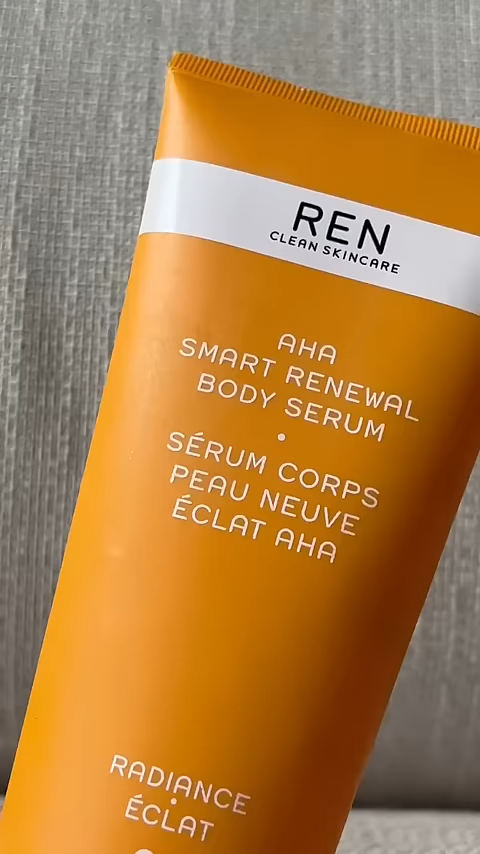 REN
CLEAN SKINCARE
AHA
SMART RENEWAL
BODY SERUM
•
SÉRUM CORPS
PEAU NEUVE
ÉCLAT AHA
RADIANCE
•
ÉCLAT